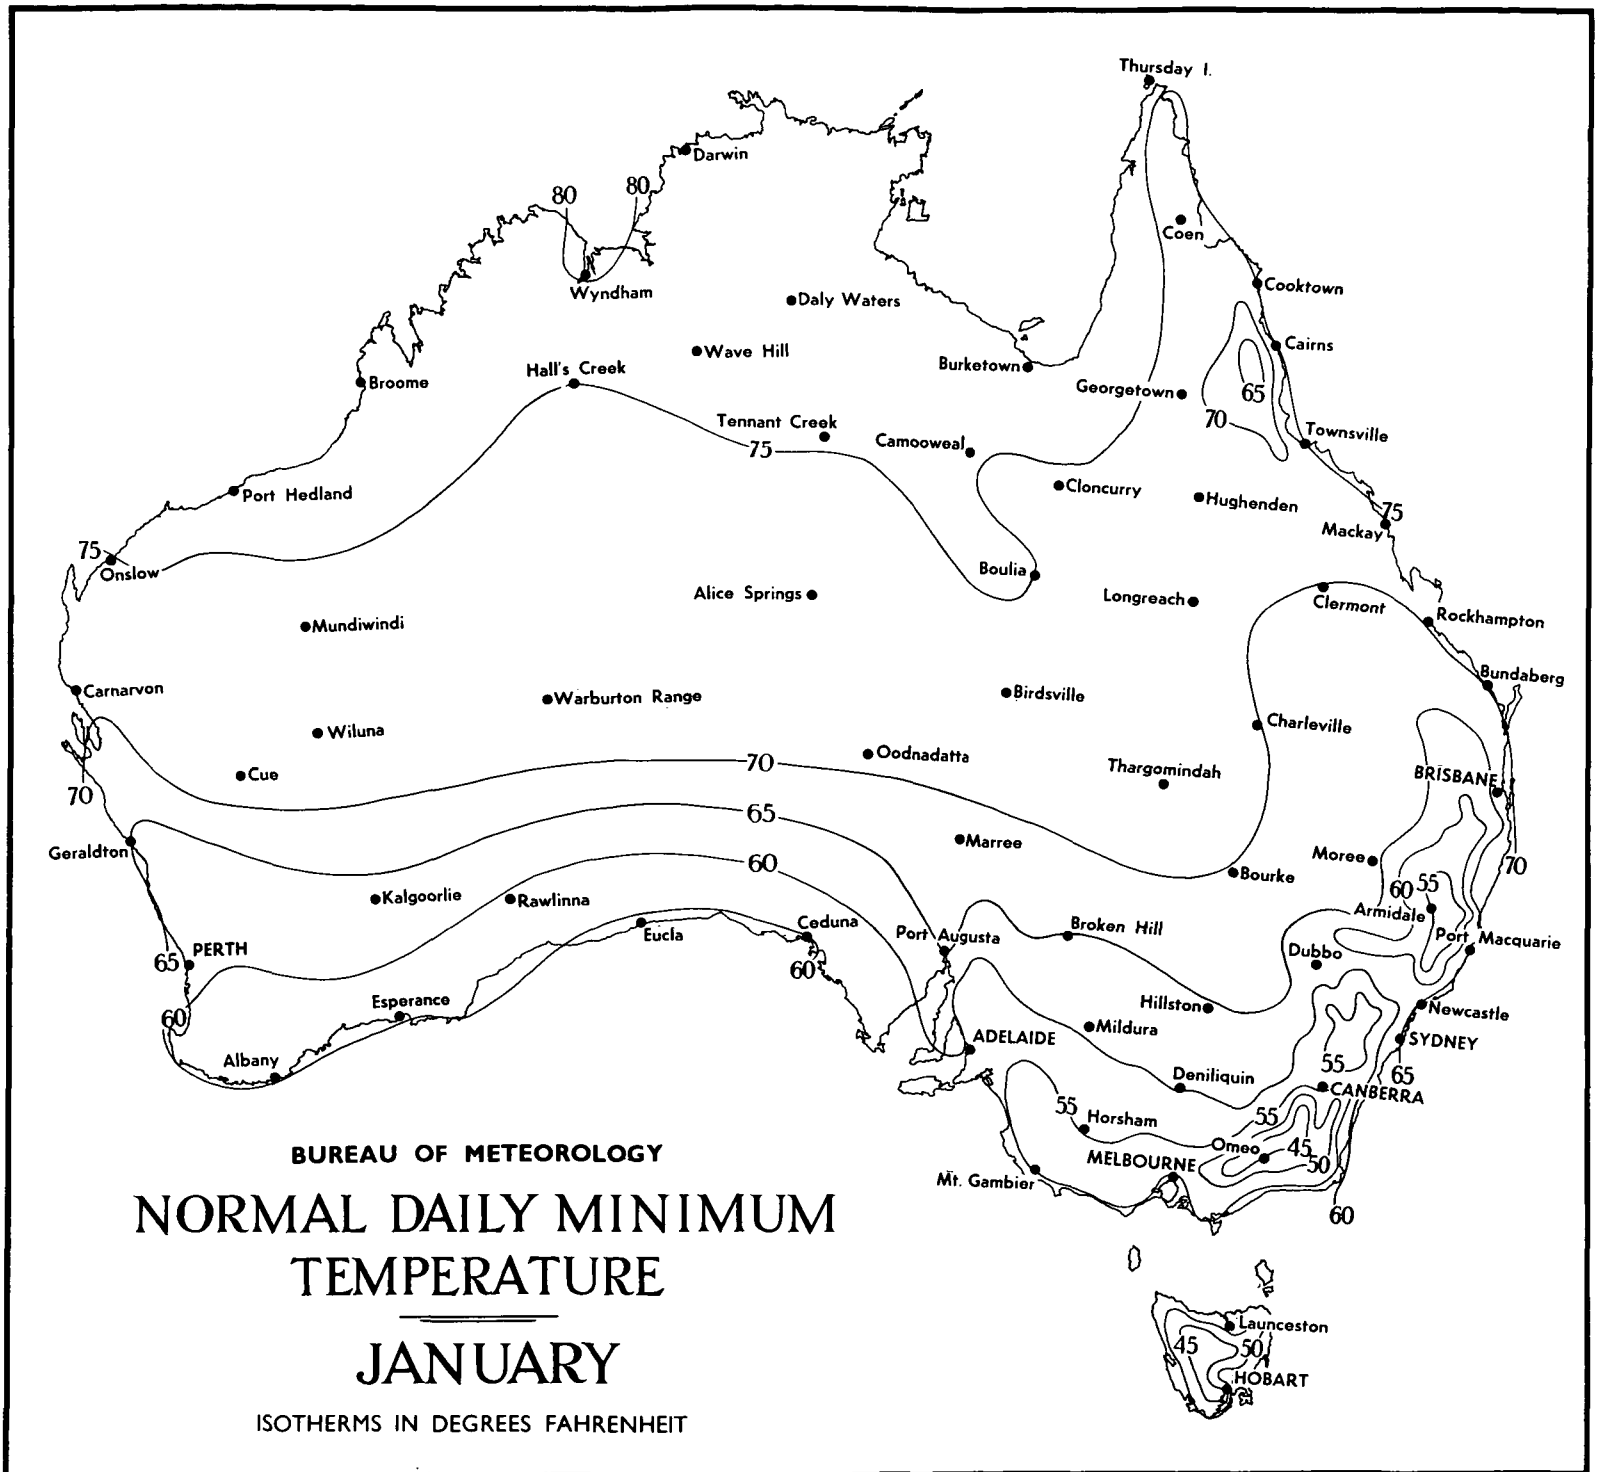 Thursday I.
Darwin
80
80
Coen
Wyndham
Cooktown
Daly Waters
Cairns
Wave Hill
Hall's Creek
Burketown
Broome
Georgetown
65
70
Tennant Creek
Camooweal
Townsville
75
Cloncurry
Port Hedland
Hughenden
75
Mackay
75
Onslow
Boulia
Alice Springs
Longreach
Clermont
Rockhampton
Mundiwindi
Bundaberg
Carnarvon
Warburton Range
Birdsville
Charleville
Wiluna
Oodnadatta
70
Thargomindah
Cue
BRISBANE
70
65
Marree
Geraldton
Moree
60
70
Bourke
60
55
Kalgoorlie
Rawlinna
Armidale
Ceduna
Broken Hill
Eucla
Port Augusta
Port Macquarie
PERTH
Dubbo
65
60
Esperance
Hillston
Newcastle
60
Mildura
ADELAIDE
SYDNEY
Albany
55
Deniliquin
65
CANBERRA
55
55
Horsham
Omeo
45
MELBOURNE
50
BUREAU OF METEOROLOGY
Mt. Gambier
NORMAL DAILY MINIMUM
60
TEMPERATURE
Launceston
45
50
JANUARY
HOBART
ISOTHERMS IN DEGREES FAHRENHEIT